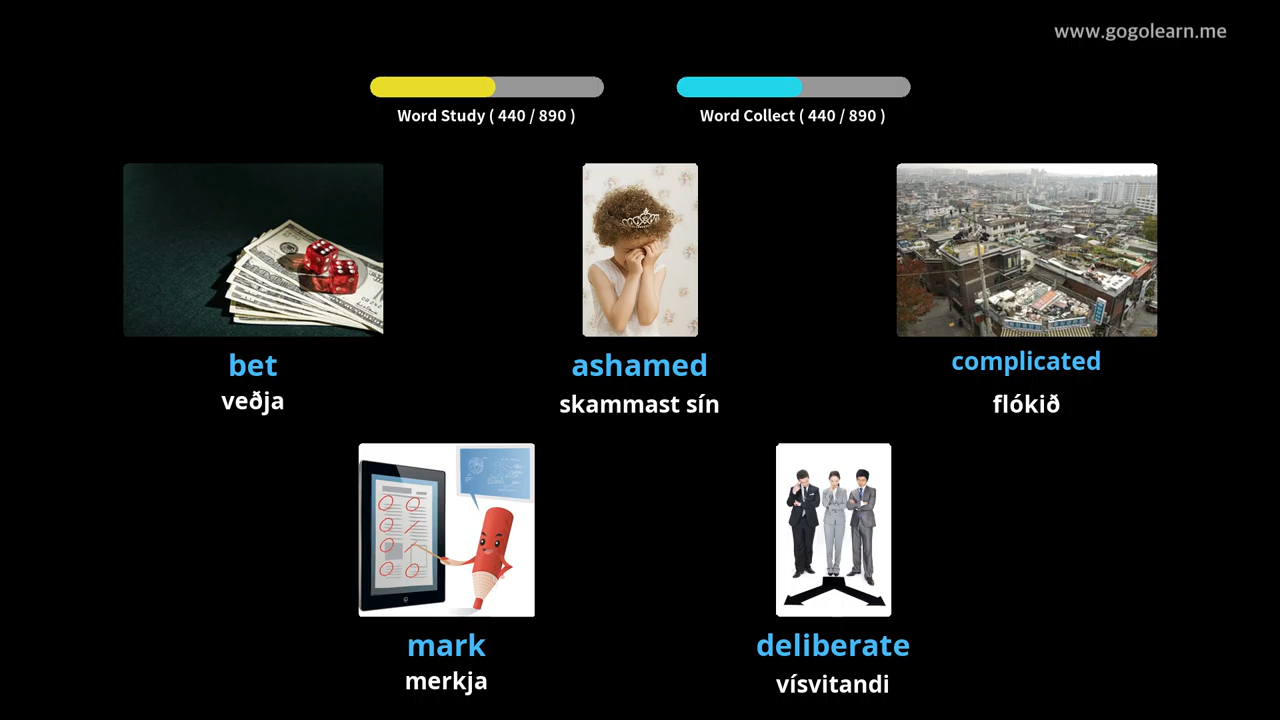 www.gogolearn.me
Word Study ( 440 / 890 )
Word Collect ( 440 / 890 )
bet
veðja
ashamed
skammast sín
complicated
flókið
mark
merkja
deliberate
vísvitandi